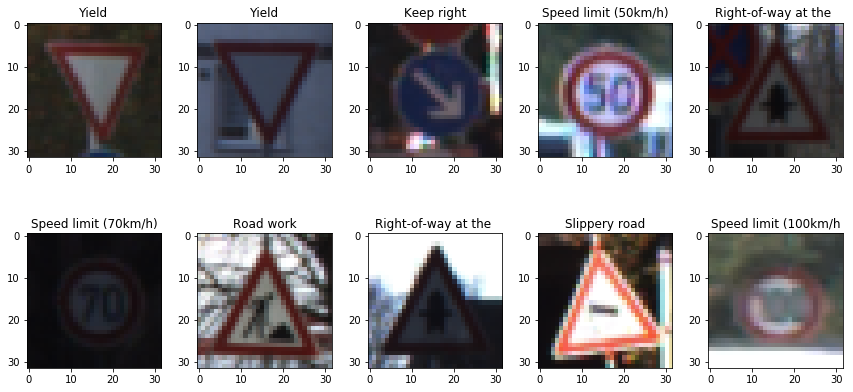 Yield
Yield
Keep right
Speed limit (50km/h)
Right-of-way at the
0
10
20
30
0 10 20 30
0
10
20
30
0 10 20 30
0
10
20
30
0 10 20 30
0
10
20
30
0 10 20 30
50
0
10
20
30
0 10 20 30
Speed limit (70km/h)
Road work
Right-of-way at the
Slippery road
Speed limit (100km/h
0
10
20
30
0 10 20 30
70
0
10
20
30
0 10 20 30
0
10
20
30
0 10 20 30
0
10
20
30
0 10 20 30
0
10
20
30
0 10 20 30